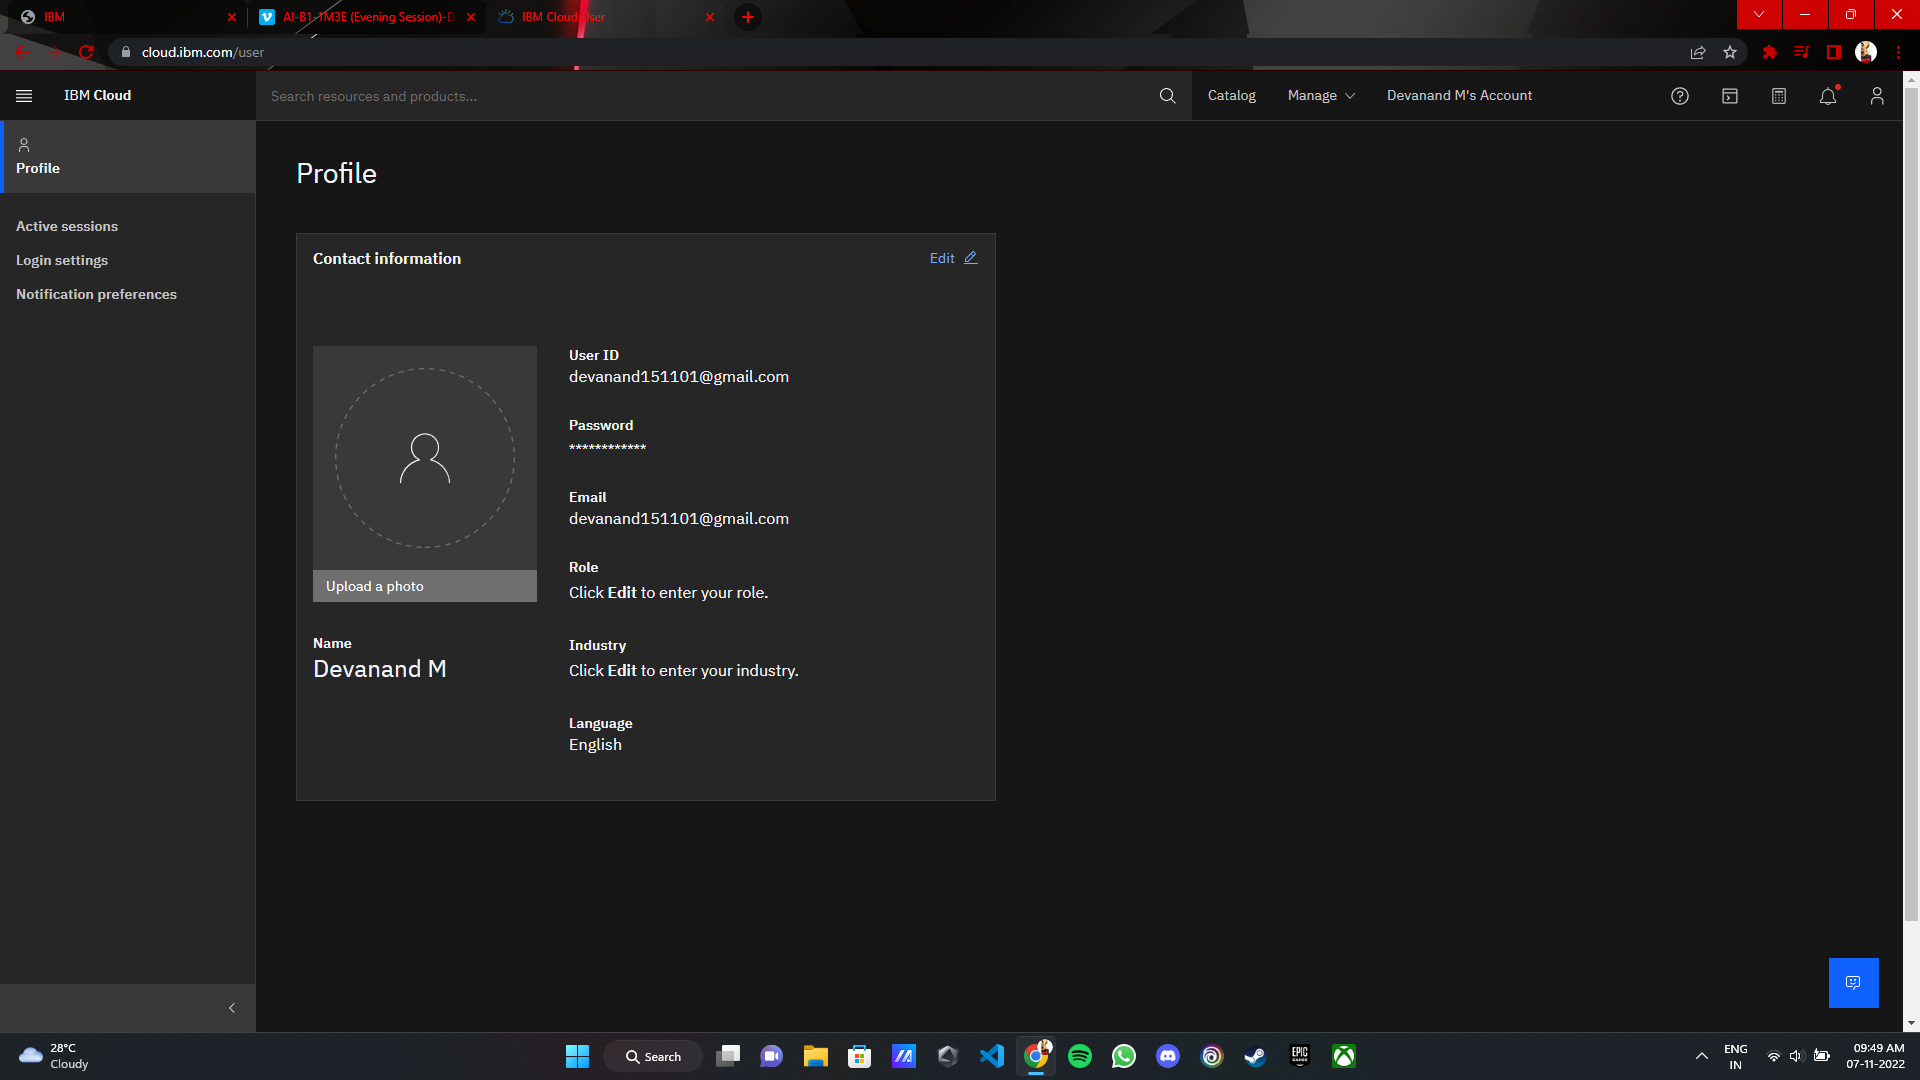 IBM
AI-B1-1M3E (Evening Session)-D
IBM Cloud User
cloud.ibm.com/user
IBM Cloud
Search resources and products...
Catalog
Manage
Devanand M's Account
Profile
Active sessions
Login settings
Notification preferences
Profile
Contact information
Edit
Upload a photo
Name
Devanand M
User ID
devanand151101@gmail.com
Password
************
Email
devanand151101@gmail.com
Role
Click Edit to enter your role.
Industry
Click Edit to enter your industry.
Language
English
28°C
Cloudy
Search
EPIC
GAMES
ENG
IN
09:49 AM
07-11-2022